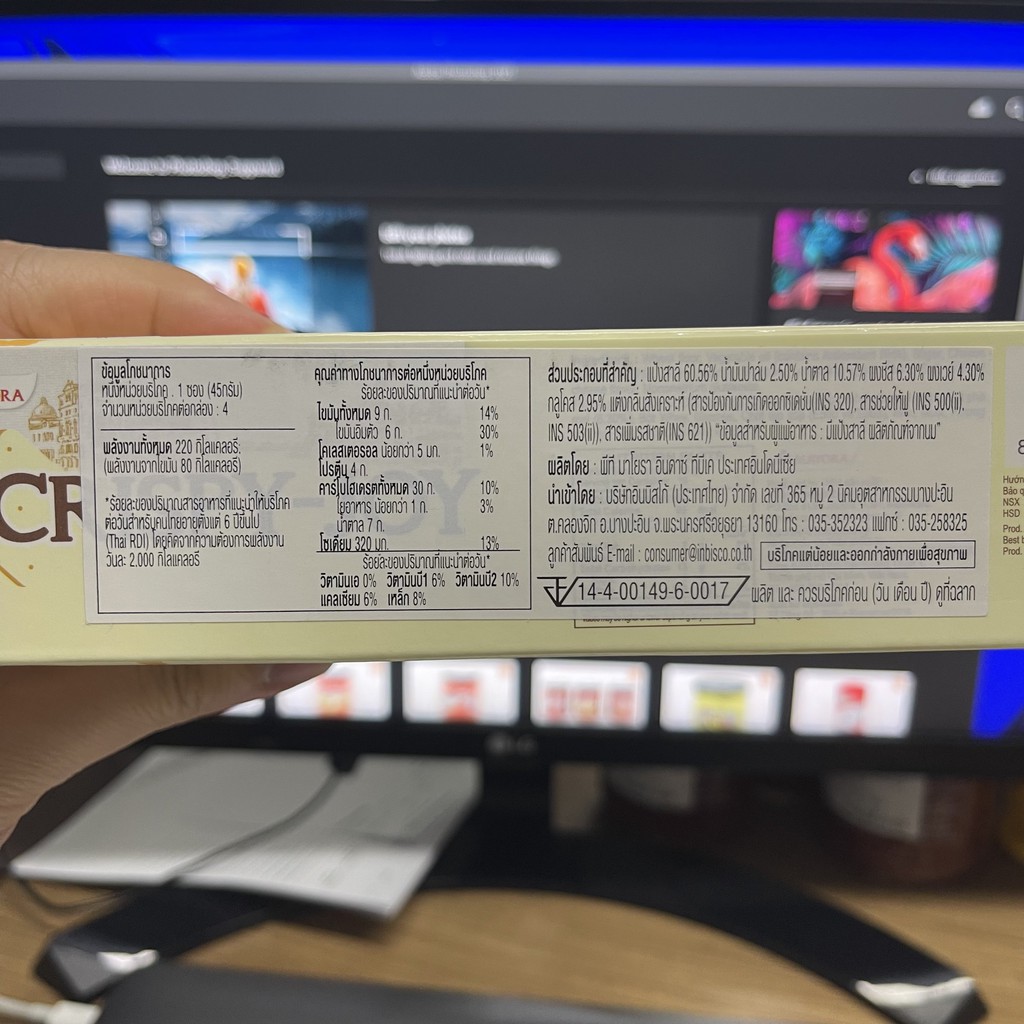 RA
CR
ข้อมูลโภชนาการ
หนึ่งหน่วยบริโภค : 1 ซอง (45กรัม)
จำนวนหน่วยบริโภคต่อกล่อง : 4
พลังงานทั้งหมด 220 กิโลแคลอรี;
(พลังงานจากไขมัน 80 กิโลแคลอรี)
*ร้อยละของปริมาณสารอาหารที่แนะนำให้บริโภค
ต่อวันสำหรับคนไทยอายุตั้งแต่ 6 ปีขึ้นไป
(Thai RDI) โดยคิดจากความต้องการพลังงาน
วันละ 2,000 กิโลแคลอรี
คุณค่าทางโภชนาการต่อหนึ่งหน่วยบริโภค
ร้อยละของปริมาณที่แนะนำต่อวัน*
ไขมันทั้งหมด 9 ก. 14%
ไขมันอิ่มตัว 6 ก. 30%
โคเลสเตอรอล น้อยกว่า 5 มก. 1%
โปรตีน 4 ก.
คาร์โบไฮเดรตทั้งหมด 30 ก. 10%
ใยอาหาร น้อยกว่า 1 ก. 3%
น้ำตาล 7 ก.
โซเดียม 320 มก. 13%
ร้อยละของปริมาณที่แนะนำต่อวัน*
วิตามินเอ 0% วิตามินบี1 6% วิตามินบี2 10%
แคลเซียม 6% เหล็ก 8%
ส่วนประกอบที่สำคัญ : แป้งสาลี 60.56% น้ำมันปาล์ม 2.50% น้ำตาล 10.57% ผงชีส 6.30% ผงเวย์ 4.30%
กลูโคส 2.95% แต่งกลิ่นสังเคราะห์ (สารป้องกันการเกิดออกซิเดชั่น(INS 320), สารช่วยให้ฟู (INS 500(ii),
INS 503(ii)), สารเพิ่มรสชาติ(INS 621)) "ข้อมูลสำหรับผู้แพ้อาหาร : มีแป้งสาลี ผลิตภัณฑ์จากนม"
ผลิตโดย : พีที มาโยรา อินดาซ์ ทีบีเค ประเทศอินโดนีเซีย
นำเข้าโดย : บริษัทอินบิสโก้ (ประเทศไทย) จำกัด เลขที่ 365 หมู่ 2 นิคมอุตสาหกรรมบางปะอิน
ต.คลองจิก อ.บางปะอิน จ.พระนครศรีอยุธยา 13160 โทร : 035-352323 แฟกซ์ : 035-258325
ลูกค้าสัมพันธ์ E-mail : consumer@inbisco.co.th บริโภคแต่น้อยและออกกำลังกายเพื่อสุขภาพ
14-4-00149-6-0017 ผลิต และ ควรบริโภคก่อน (วัน เดือน ปี) ดูที่ฉลาก
Hướn
Bảo q
NSX
HSD
Prod.
Best b
Prod.